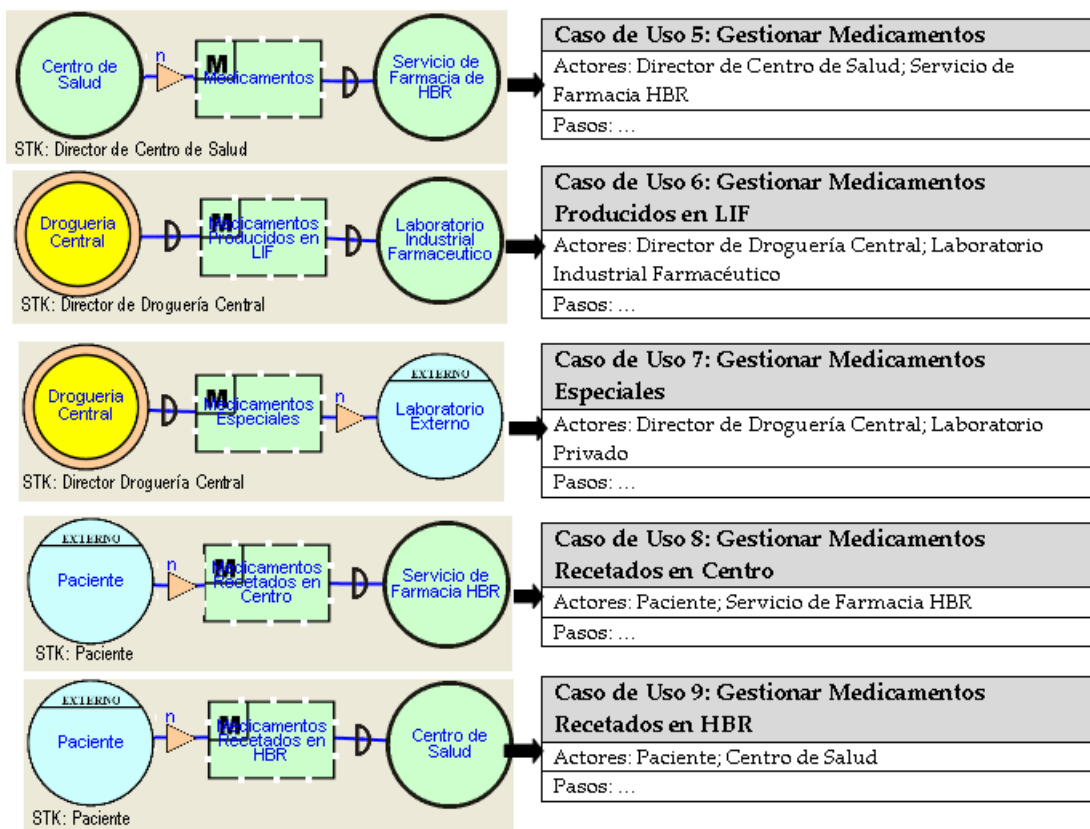 Centro de
Salud
n
M
Medicamentos
Servicio de
Farmacia de
HBR
STK: Director de Centro de Salud
Caso de Uso 5: Gestionar Medicamentos
Actores: Director de Centro de Salud; Servicio de
Farmacia HBR
Pasos: ...
Drogueria
Central
M
Medicamentos
Producidos en
LIF
Laboratorio
Industrial
Farmaceutico
STK: Director de Droguería Central
Caso de Uso 6: Gestionar Medicamentos
Producidos en LIF
Actores: Director de Droguería Central; Laboratorio
Industrial Farmacéutico
Pasos: ...
Drogueria
Central
M
Medicamentos
Especiales
n
EXTERNO
Laboratorio
Externo
STK: Director Droguería Central
Caso de Uso 7: Gestionar Medicamentos
Especiales
Actores: Director de Droguería Central; Laboratorio
Privado
Pasos: ...
EXTERNO
Paciente
n
M
Medicamentos
Recetados en
Centro
Servicio de
Farmacia HBR
STK: Paciente
Caso de Uso 8: Gestionar Medicamentos
Recetados en Centro
Actores: Paciente; Servicio de Farmacia HBR
Pasos: ...
EXTERNO
Paciente
n
M
Medicamentos
Recetados en
HBR
Centro de
Salud
STK: Paciente
Caso de Uso 9: Gestionar Medicamentos
Recetados en HBR
Actores: Paciente; Centro de Salud
Pasos: ...